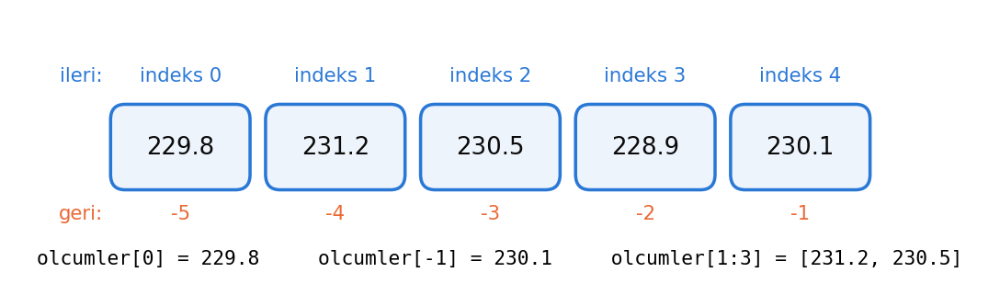 ileri: indeks 0 indeks 1 indeks 2 indeks 3 indeks 4
229.8 231.2 230.5 228.9 230.1
geri: -5 -4 -3 -2 -1
olcumler[0] = 229.8 olcumler[-1] = 230.1 olcumler[1:3] = [231.2, 230.5]